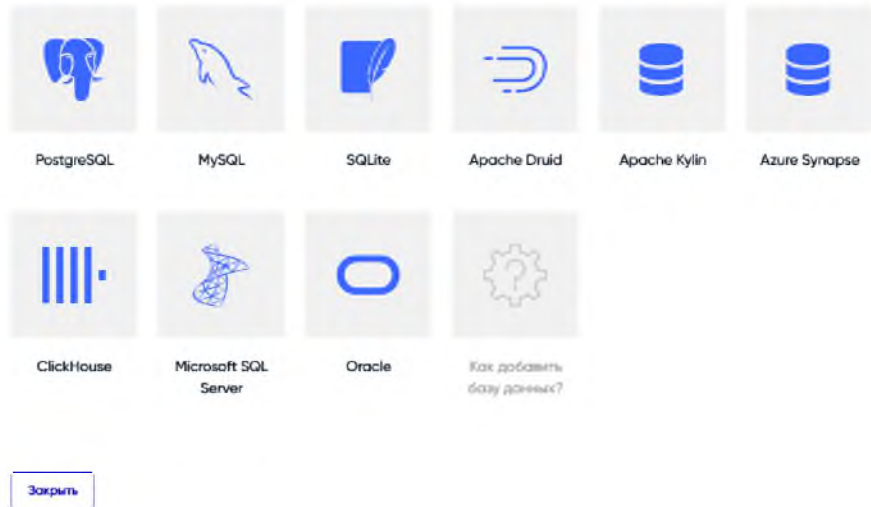 PostgreSQL
MySQL
SQLite
Apache Druid
Apache Kylin
Azure Synapse
ClickHouse
Microsoft SQL
Server
Oracle
Как добавить
базу данных?
Закрыть